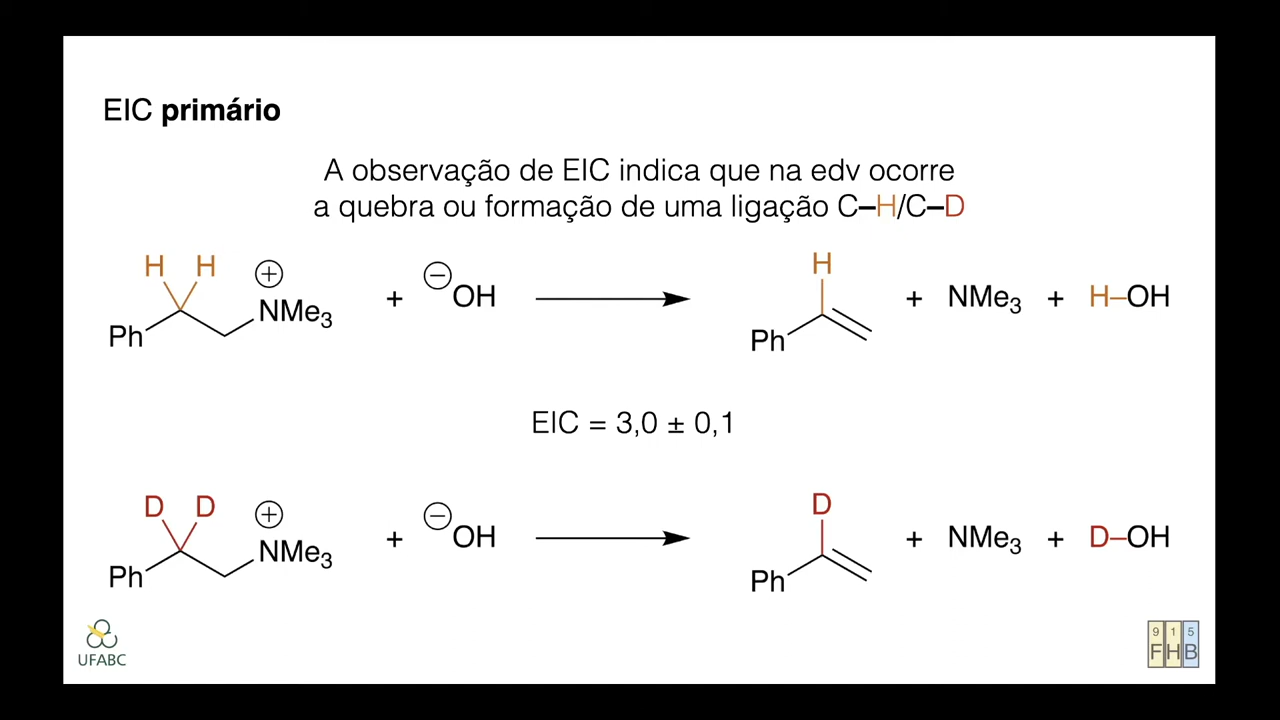 EIC primário
A observação de EIC indica que na edv ocorre
a quebra ou formação de uma ligação C–H/C–D
H H ⊕
Ph NMe₃ + ⊖OH ⟶ H Ph + NMe₃ + H–OH
EIC = 3,0 ± 0,1
D D ⊕
Ph NMe₃ + ⊖OH ⟶ D Ph + NMe₃ + D–OH
UFABC
9 1 5
F H B